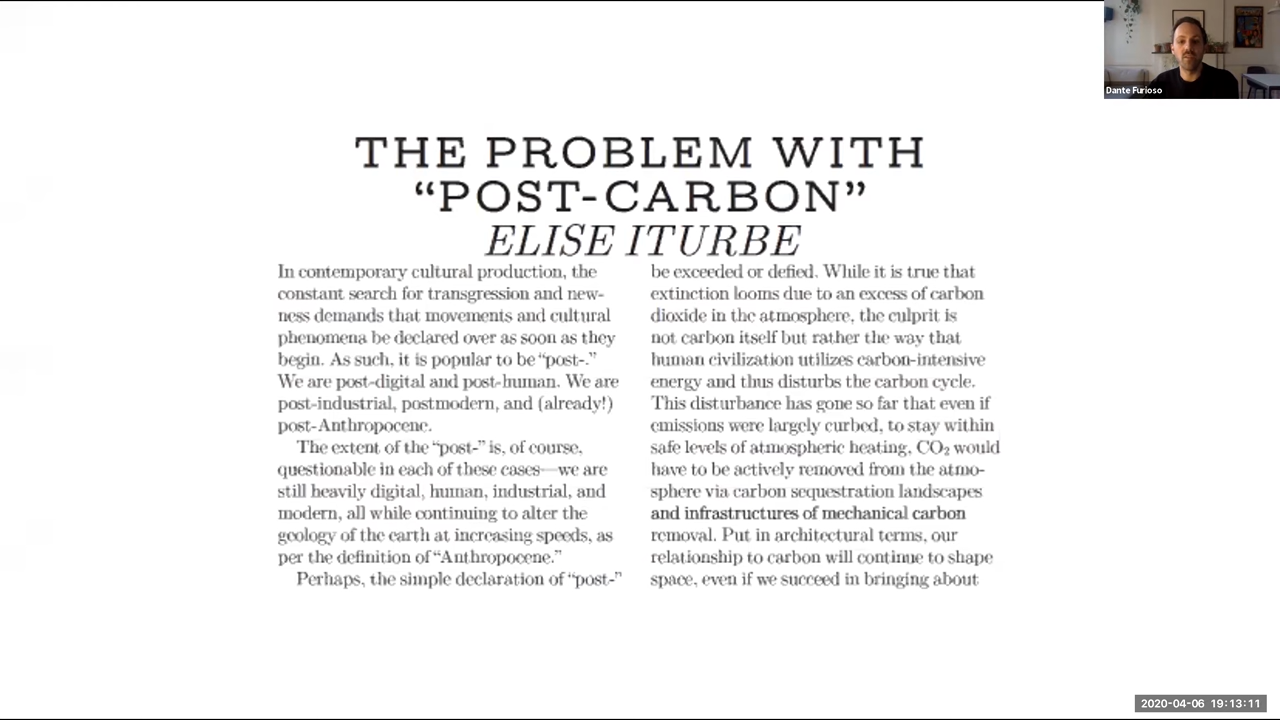 Dante Furioso
THE PROBLEM WITH
“POST-CARBON”
ELISE ITURBE
In contemporary cultural production, the
constant search for transgression and new-
ness demands that movements and cultural
phenomena be declared over as soon as they
begin. As such, it is popular to be “post-.”
We are post-digital and post-human. We are
post-industrial, postmodern, and (already!)
post-Anthropocene.
The extent of the “post-” is, of course,
questionable in each of these cases—we are
still heavily digital, human, industrial, and
modern, all while continuing to alter the
geology of the earth at increasing speeds, as
per the definition of “Anthropocene.”
Perhaps, the simple declaration of “post-”
be exceeded or defied. While it is true that
extinction looms due to an excess of carbon
dioxide in the atmosphere, the culprit is
not carbon itself but rather the way that
human civilization utilizes carbon-intensive
energy and thus disturbs the carbon cycle.
This disturbance has gone so far that even if
emissions were largely curbed, to stay within
safe levels of atmospheric heating, CO₂ would
have to be actively removed from the atmo-
sphere via carbon sequestration landscapes
and infrastructures of mechanical carbon
removal. Put in architectural terms, our
relationship to carbon will continue to shape
space, even if we succeed in bringing about
2020-04-06 19:13:11